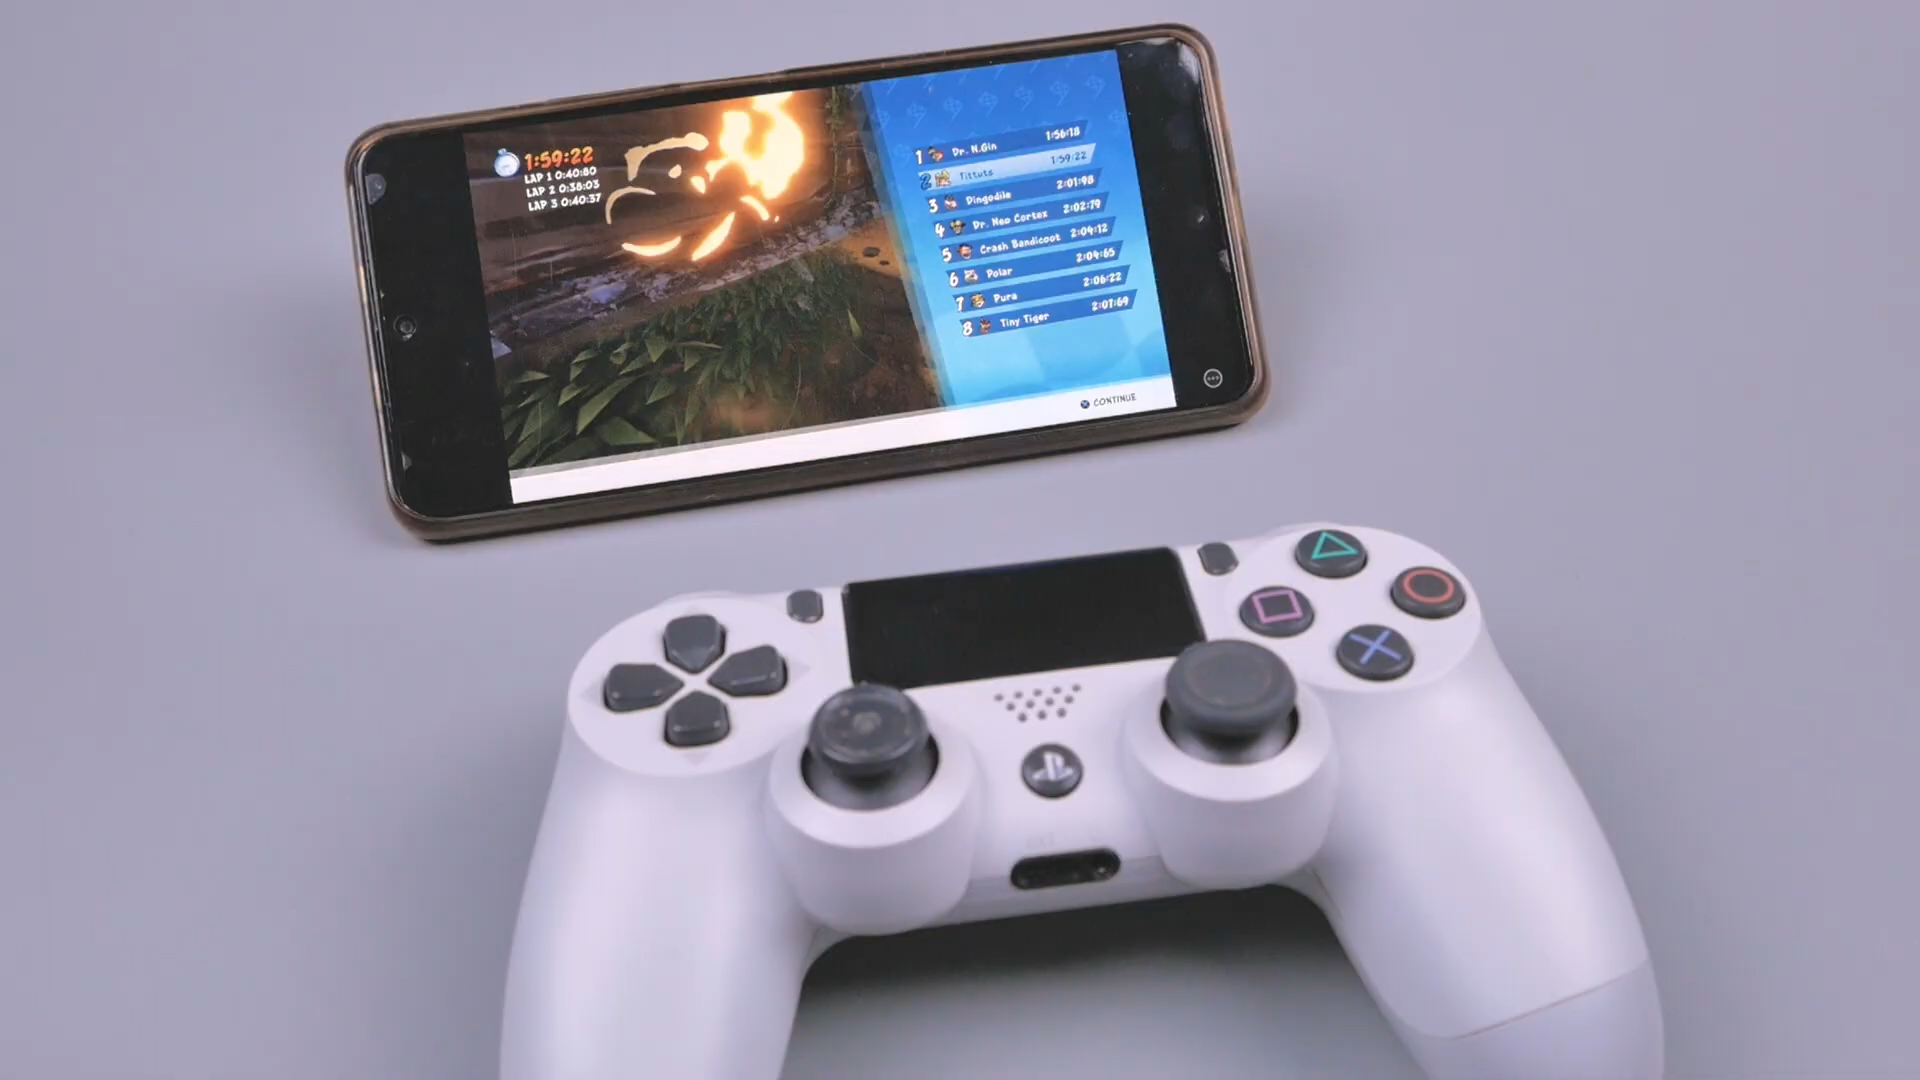 1:59:22
LAP 1 0:40:80
LAP 2 0:38:03
LAP 3 0:40:37
1 Dr. N.Gin 1:56:18
2 Tittuts 1:59:22
3 Dingodile 2:01:98
4 Dr. Neo Cortex 2:02:79
5 Crash Bandicoot 2:04:12
6 Polar 2:04:65
7 Pura 2:06:22
8 Tiny Tiger 2:07:69
CONTINUE